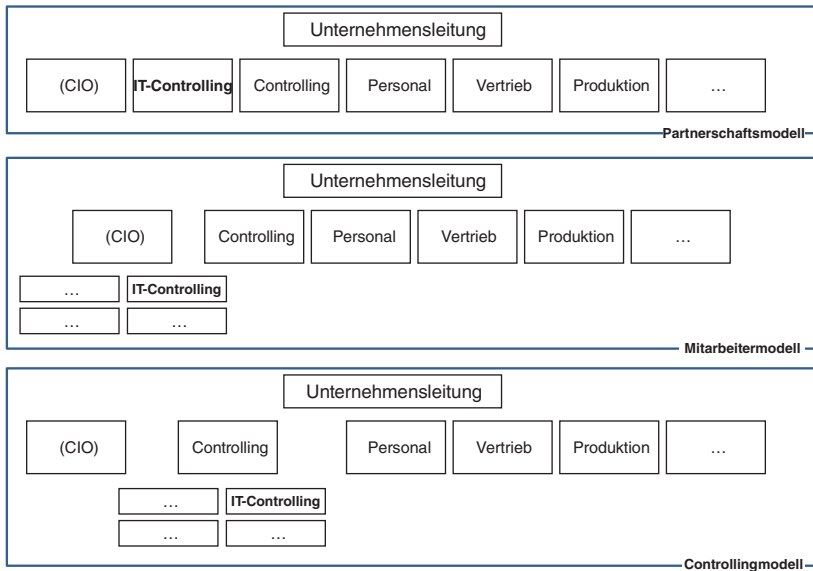 Unternehmensleitung
(CIO) IT-Controlling Controlling Personal Vertrieb Produktion …
Partnerschaftsmodell
Unternehmensleitung
(CIO) Controlling Personal Vertrieb Produktion …
… IT-Controlling
… …
Mitarbeitermodell
Unternehmensleitung
(CIO) Controlling Personal Vertrieb Produktion …
… IT-Controlling
… …
Controllingmodell